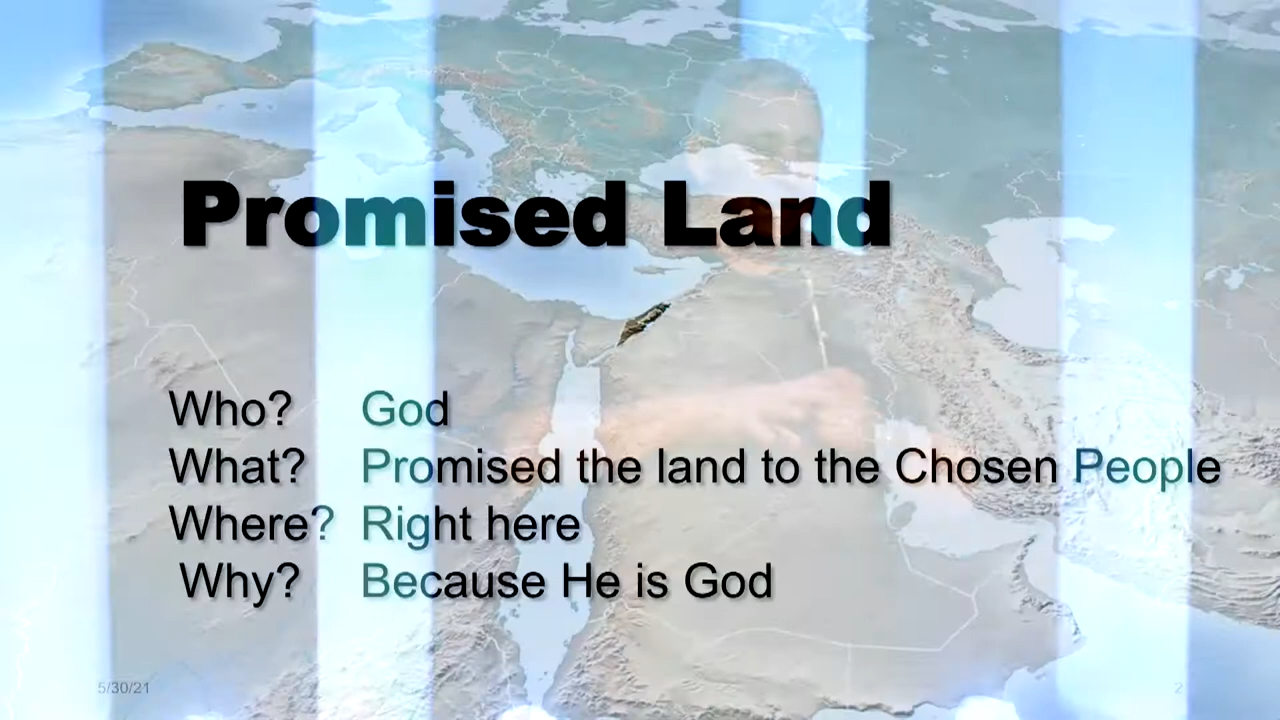 Promised Land
Who? God
What? Promised the land to the Chosen People
Where? Right here
Why? Because He is God
5/30/21 2